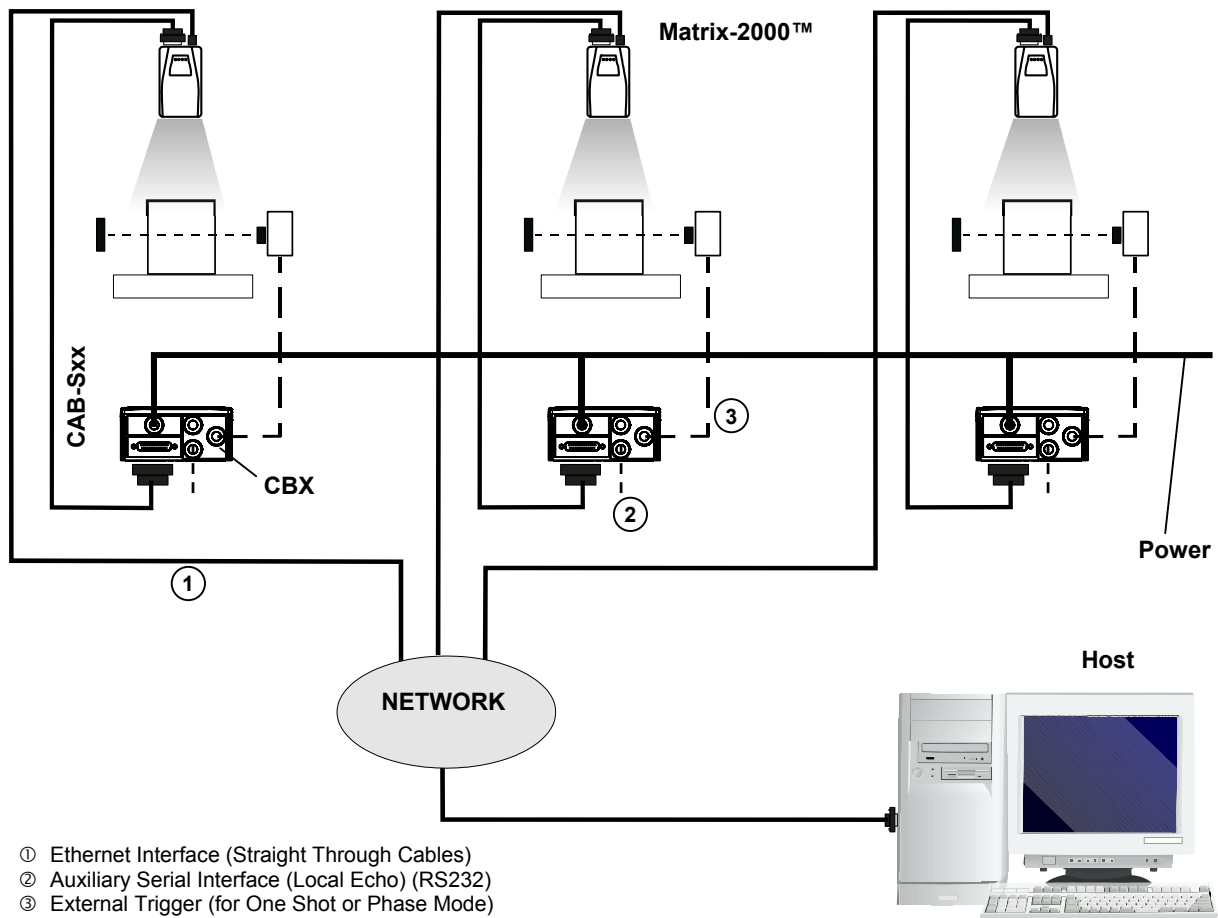 Matrix-2000™
CAB-Sxx
CBX
③
②
①
Power
NETWORK
Host
① Ethernet Interface (Straight Through Cables)
② Auxiliary Serial Interface (Local Echo) (RS232)
③ External Trigger (for One Shot or Phase Mode)